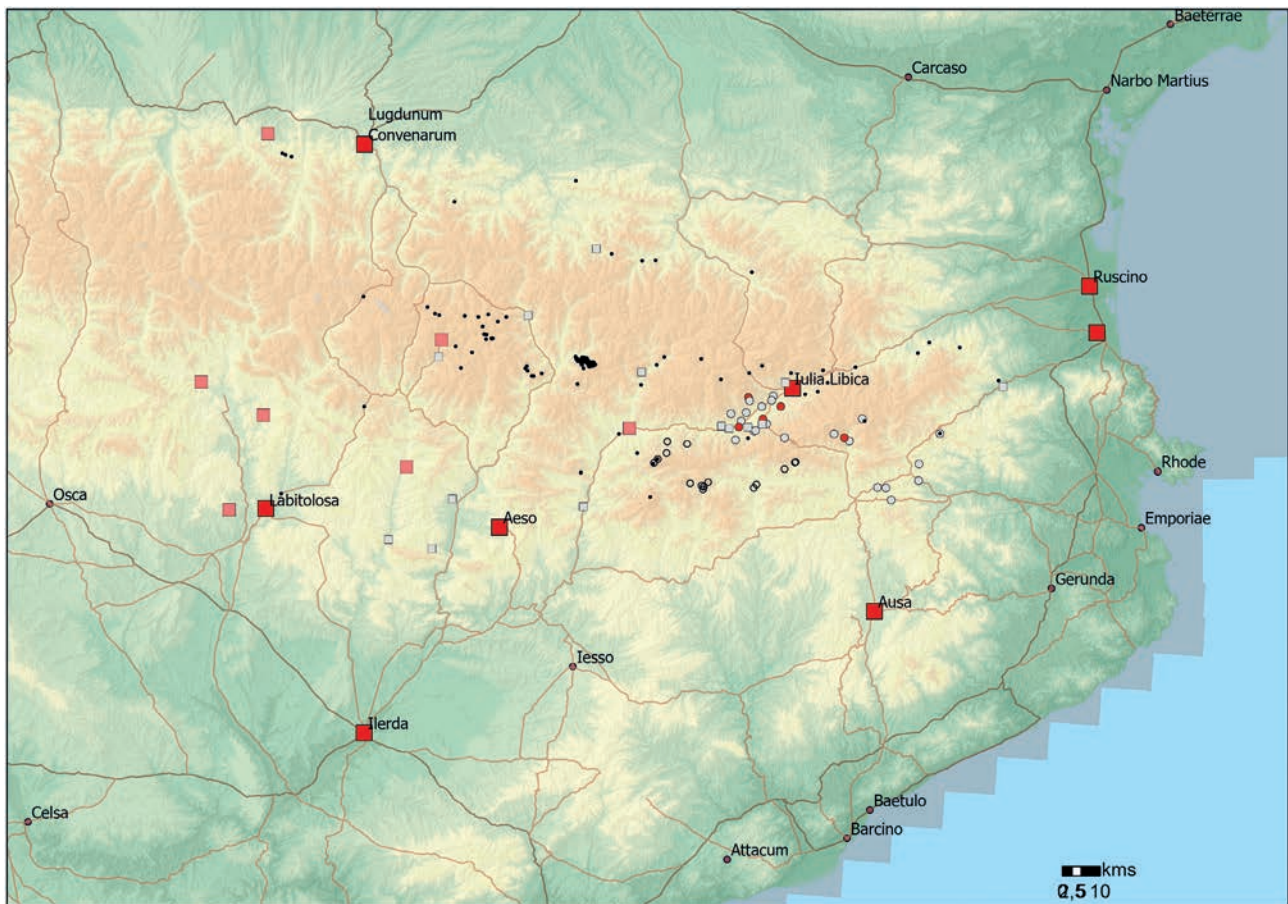 Baeterrae
Carcaso
Narbo Martius
Lugdunum
Convenarum
Ruscino
Iulia Libica
Rhode
Osca
Labitolosa
Aeso
Emporiae
Gerunda
Ausa
Iesso
Ilerda
Celsa
Baetulo
Barcino
Attacum
kms
2,5 10